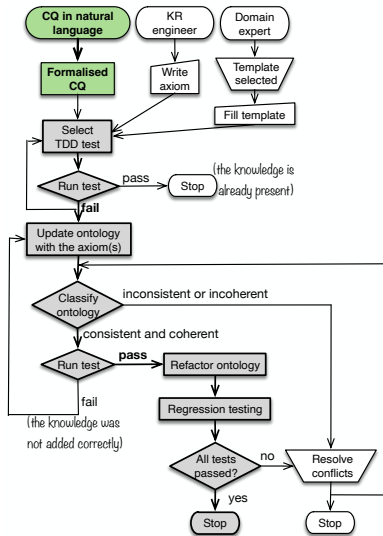 CQ in natural
language
KR
engineer
Domain
expert
Formalised
CQ
Write
axiom
Template
selected
Fill template
Select
TDD test
Run test
pass
Stop
(the knowledge is
already present)
fail
Update ontology
with the axiom(s)
Classify
ontology
inconsistent or incoherent
consistent and coherent
Run test
pass
Refactor ontology
fail
(the knowledge was
not added correctly)
Regression testing
All tests
passed?
no
Resolve
conflicts
yes
Stop
Stop